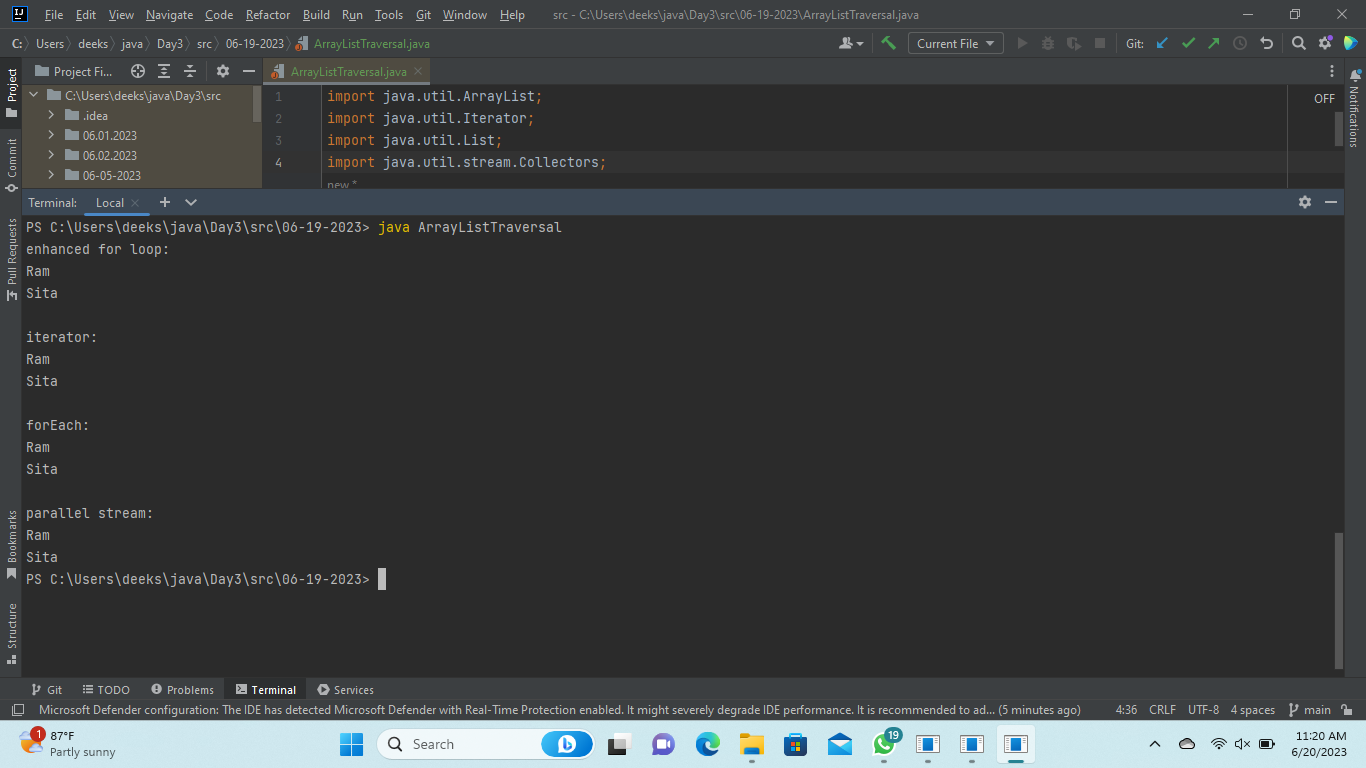 File Edit View Navigate Code Refactor Build Run Tools Git Window Help src - C:\Users\deeks\java\Day3\src\06-19-2023\ArrayListTraversal.java
C: Users deeks java Day3 src 06-19-2023 ArrayListTraversal.java Current File Git:
Project
Project Fi... ArrayListTraversal.java
C:\Users\deeks\java\Day3\src
.idea
06.01.2023
06.02.2023
06-05-2023
1 import java.util.ArrayList;
2 import java.util.Iterator;
3 import java.util.List;
4 import java.util.stream.Collectors;
new *
OFF
Notifications
Commit
Pull Requests
Bookmarks
Structure
Terminal: Local
PS C:\Users\deeks\java\Day3\src\06-19-2023> java ArrayListTraversal
enhanced for loop:
Ram
Sita
iterator:
Ram
Sita
forEach:
Ram
Sita
parallel stream:
Ram
Sita
PS C:\Users\deeks\java\Day3\src\06-19-2023>
Git TODO Problems Terminal Services
Microsoft Defender configuration: The IDE has detected Microsoft Defender with Real-Time Protection enabled. It might severely degrade IDE performance. It is recommended to ad... (5 minutes ago) 4:36 CRLF UTF-8 4 spaces main
1 87°F
Partly sunny
Search
19
11:20 AM
6/20/2023